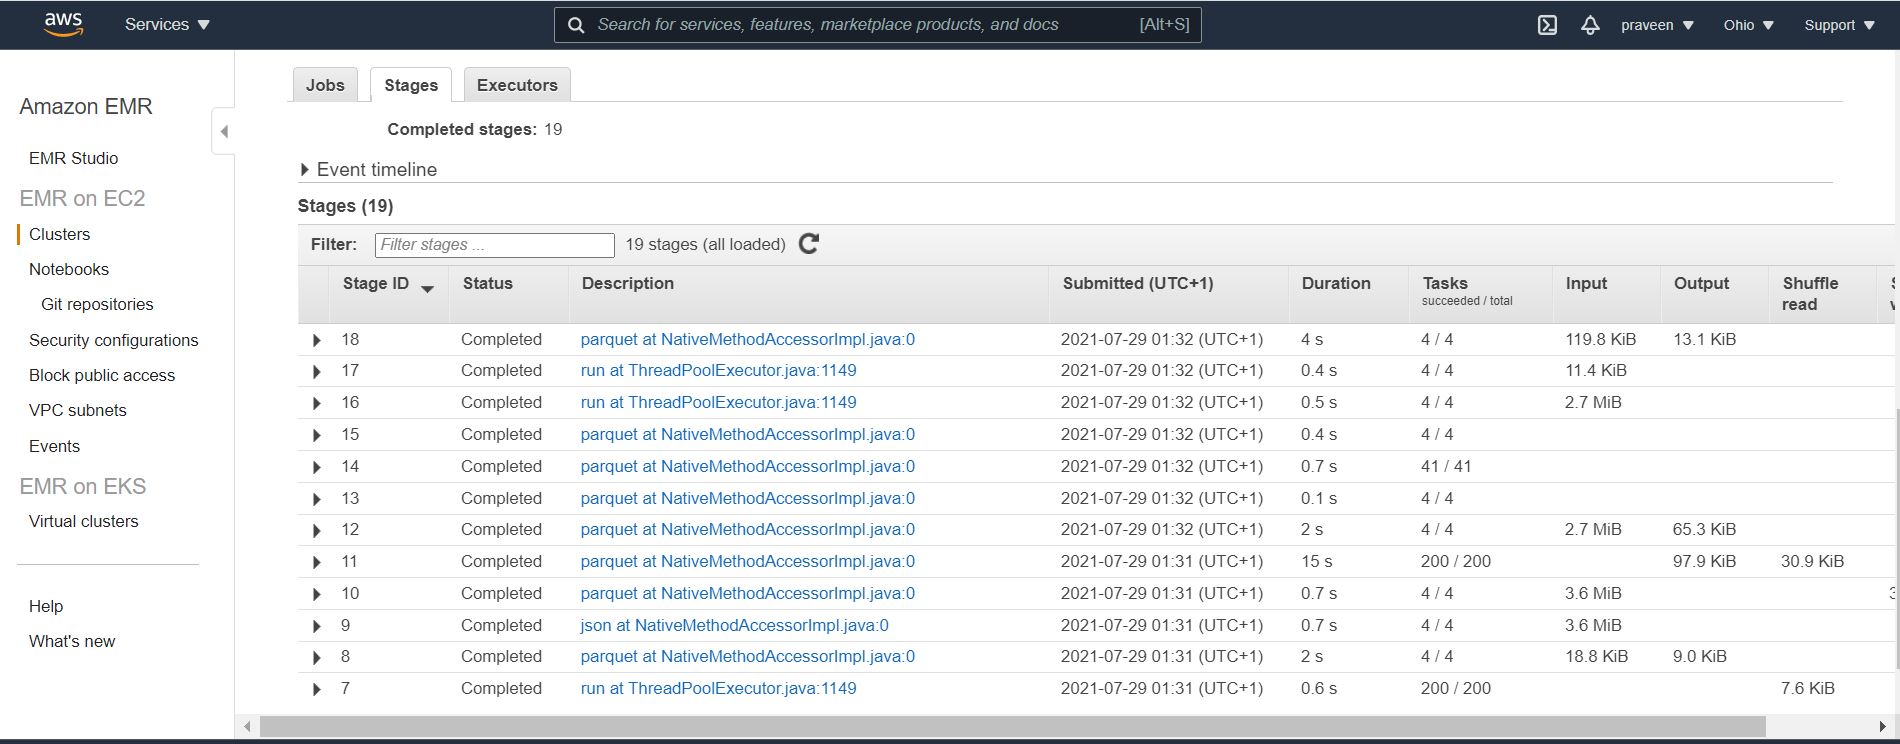 aws Services Search for services, features, marketplace products, and docs [Alt+S] praveen Ohio Support
Amazon EMR
EMR Studio
EMR on EC2
Clusters
Notebooks
Git repositories
Security configurations
Block public access
VPC subnets
Events
EMR on EKS
Virtual clusters
Help
What's new
Jobs Stages Executors
Completed stages: 19
Event timeline
Stages (19)
Filter: Filter stages ... 19 stages (all loaded)
Stage ID Status Description Submitted (UTC+1) Duration Tasks succeeded / total Input Output Shuffle read
18 Completed parquet at NativeMethodAccessorImpl.java:0 2021-07-29 01:32 (UTC+1) 4 s 4 / 4 119.8 KiB 13.1 KiB
17 Completed run at ThreadPoolExecutor.java:1149 2021-07-29 01:32 (UTC+1) 0.4 s 4 / 4 11.4 KiB
16 Completed run at ThreadPoolExecutor.java:1149 2021-07-29 01:32 (UTC+1) 0.5 s 4 / 4 2.7 MiB
15 Completed parquet at NativeMethodAccessorImpl.java:0 2021-07-29 01:32 (UTC+1) 0.4 s 4 / 4
14 Completed parquet at NativeMethodAccessorImpl.java:0 2021-07-29 01:32 (UTC+1) 0.7 s 41 / 41
13 Completed parquet at NativeMethodAccessorImpl.java:0 2021-07-29 01:32 (UTC+1) 0.1 s 4 / 4
12 Completed parquet at NativeMethodAccessorImpl.java:0 2021-07-29 01:32 (UTC+1) 2 s 4 / 4 2.7 MiB 65.3 KiB
11 Completed parquet at NativeMethodAccessorImpl.java:0 2021-07-29 01:31 (UTC+1) 15 s 200 / 200 97.9 KiB 30.9 KiB
10 Completed parquet at NativeMethodAccessorImpl.java:0 2021-07-29 01:31 (UTC+1) 0.7 s 4 / 4 3.6 MiB
9 Completed json at NativeMethodAccessorImpl.java:0 2021-07-29 01:31 (UTC+1) 0.7 s 4 / 4 3.6 MiB
8 Completed parquet at NativeMethodAccessorImpl.java:0 2021-07-29 01:31 (UTC+1) 2 s 4 / 4 18.8 KiB 9.0 KiB
7 Completed run at ThreadPoolExecutor.java:1149 2021-07-29 01:31 (UTC+1) 0.6 s 200 / 200 7.6 KiB